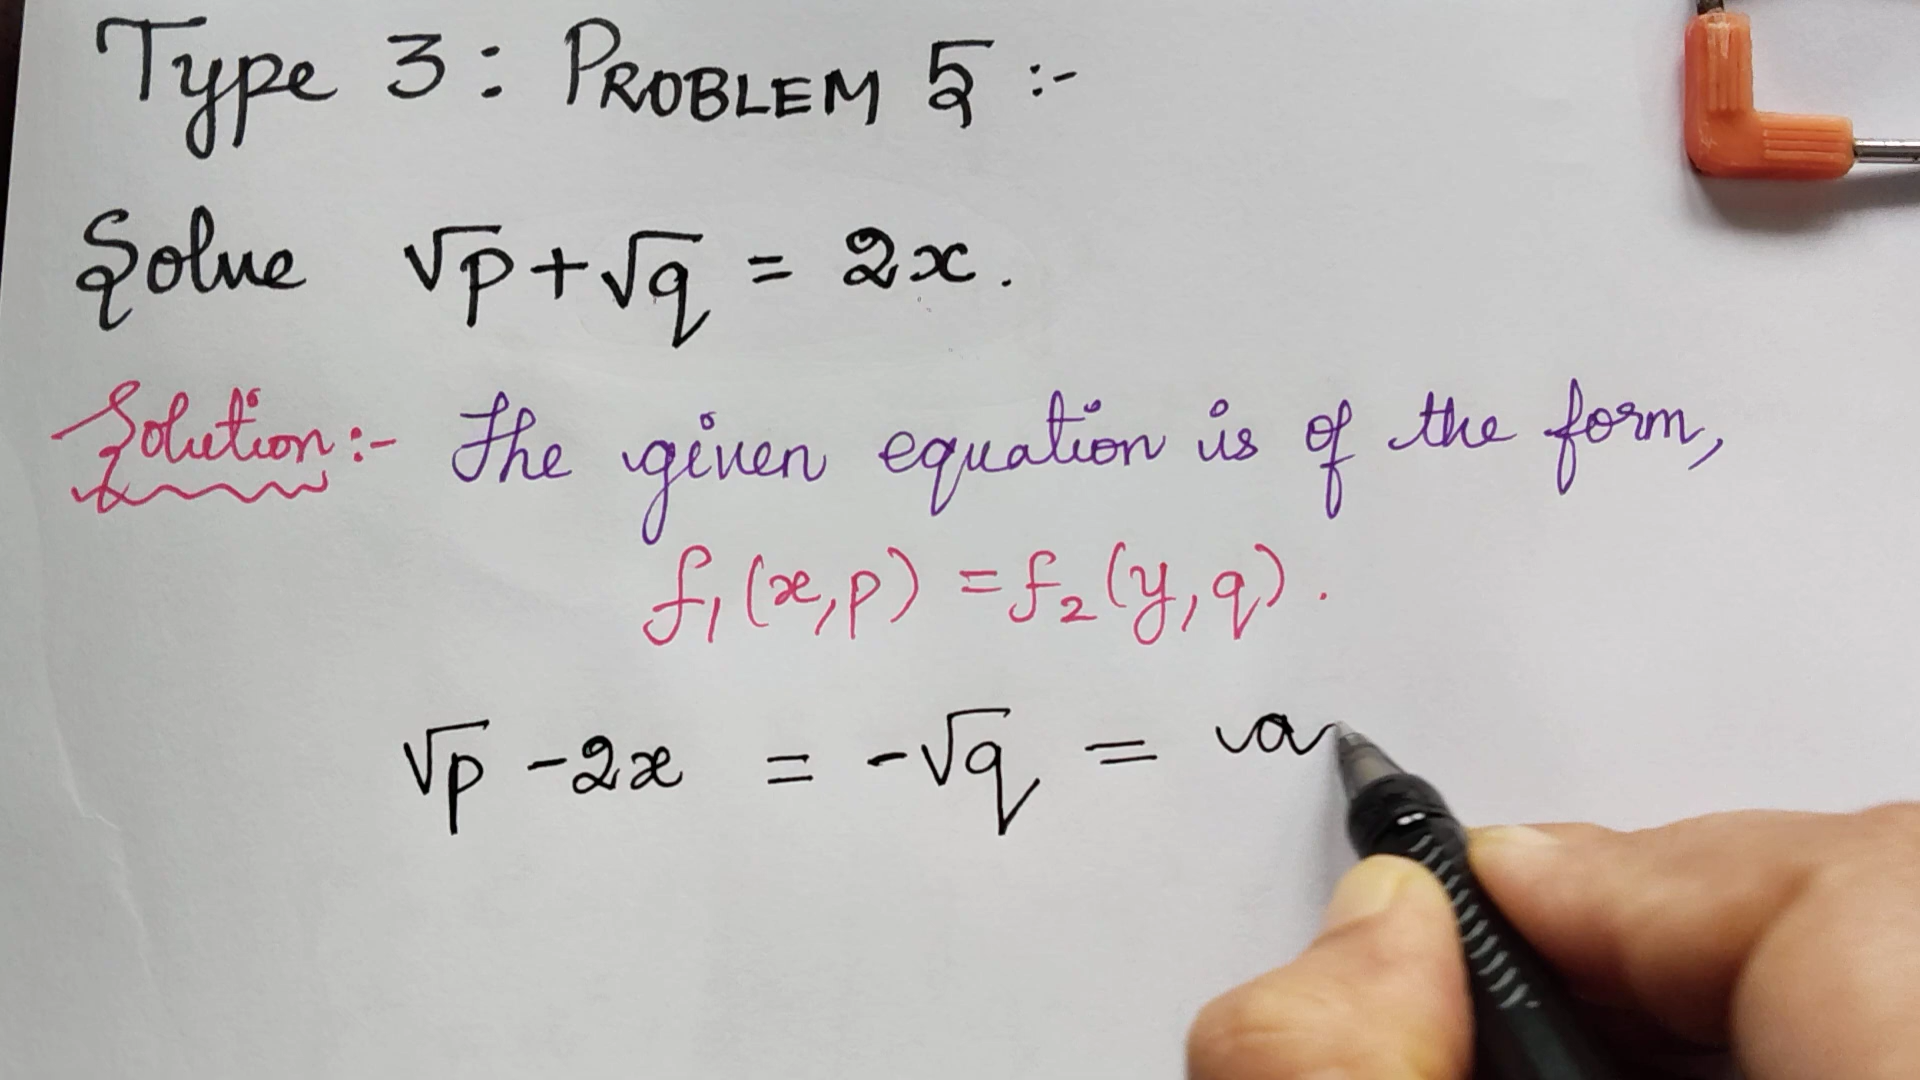 Type 3: PROBLEM 5 :-
Solve √p + √q = 2x.
Solution:- The given equation is of the form,
f₁(x,p) = f₂(y,q).
√p - 2x = -√q = a